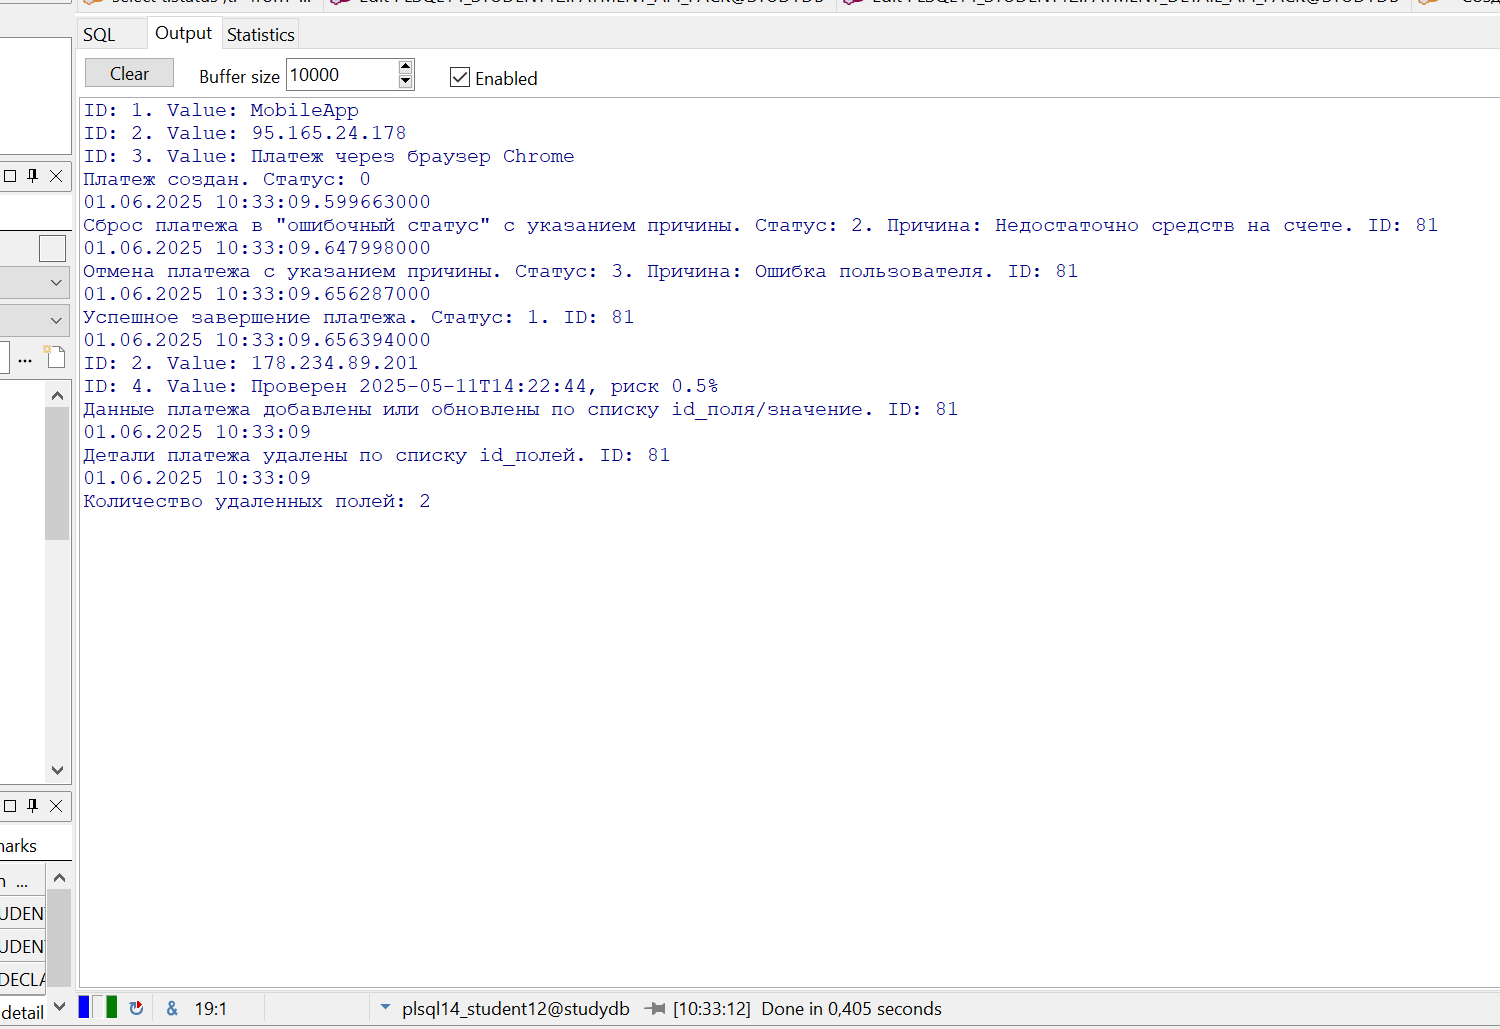 SQL
Output
Statistics
Clear
Buffer size
10000
Enabled
ID: 1. Value: MobileApp
ID: 2. Value: 95.165.24.178
ID: 3. Value: Платеж через браузер Chrome
Платеж создан. Статус: 0
01.06.2025 10:33:09.599663000
Сброс платежа в "ошибочный статус" с указанием причины. Статус: 2. Причина: Недостаточно средств на счете. ID: 81
01.06.2025 10:33:09.647998000
Отмена платежа с указанием причины. Статус: 3. Причина: Ошибка пользователя. ID: 81
01.06.2025 10:33:09.656287000
Успешное завершение платежа. Статус: 1. ID: 81
01.06.2025 10:33:09.656394000
ID: 2. Value: 178.234.89.201
ID: 4. Value: Проверен 2025-05-11T14:22:44, риск 0.5%
Данные платежа добавлены или обновлены по списку id_поля/значение. ID: 81
01.06.2025 10:33:09
Детали платежа удалены по списку id_полей. ID: 81
01.06.2025 10:33:09
Количество удаленных полей: 2
...
arks
...
UDEN
UDEN
DECLA
detail
&
19:1
plsql14_student12@studydb
[10:33:12] Done in 0,405 seconds